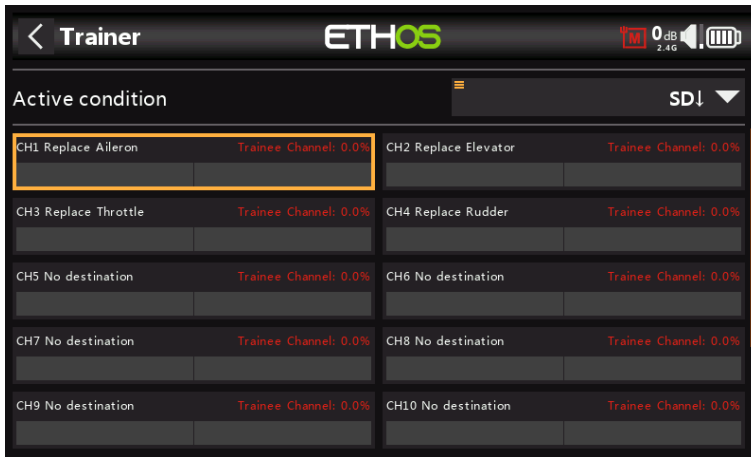 Trainer
ETHOS
M 0dB 2.4G
Active condition SD↓
CH1 Replace Aileron Trainee Channel: 0.0% CH2 Replace Elevator Trainee Channel: 0.0%
CH3 Replace Throttle Trainee Channel: 0.0% CH4 Replace Rudder Trainee Channel: 0.0%
CH5 No destination Trainee Channel: 0.0% CH6 No destination Trainee Channel: 0.0%
CH7 No destination Trainee Channel: 0.0% CH8 No destination Trainee Channel: 0.0%
CH9 No destination Trainee Channel: 0.0% CH10 No destination Trainee Channel: 0.0%